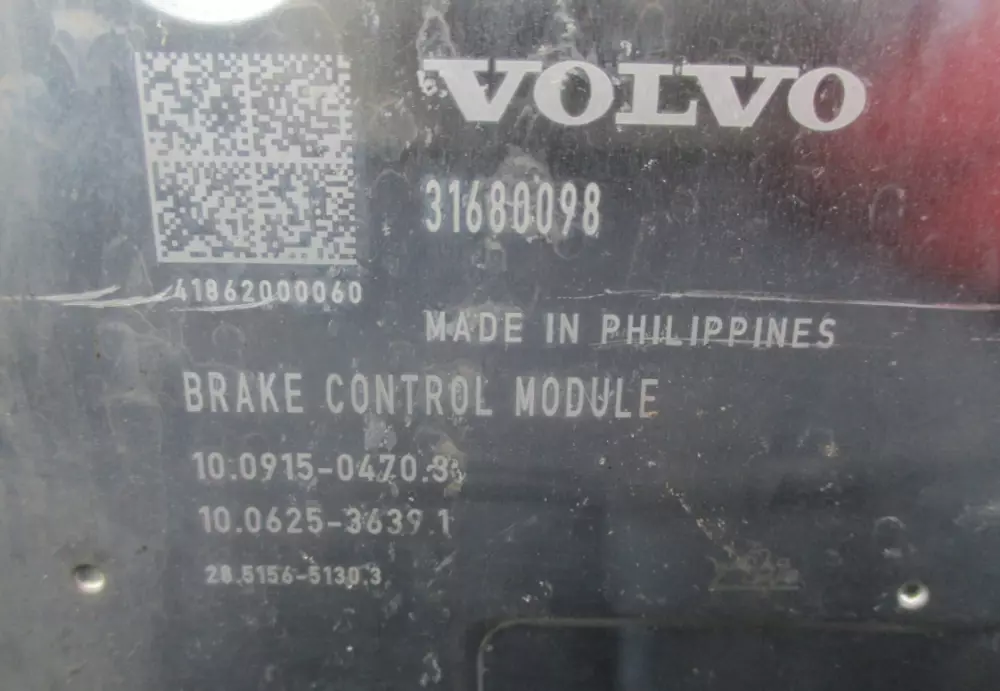 VOLVO
31680098
41862000060
MADE IN PHILIPPINES
BRAKE CONTROL MODULE
10.0915-0470.3
10.0625-3639.1
28.5156-5130.3